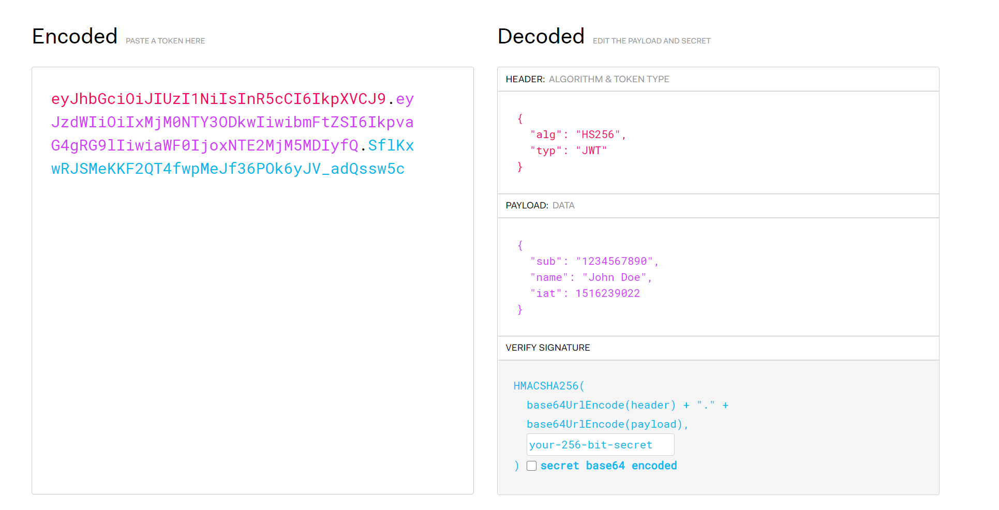 Encoded PASTE A TOKEN HERE
eyJhbGciOiJIUzI1NiIsInR5cCI6IkpXVCJ9.ey
JzdWIiOiIxMjM0NTY3ODkwIiwibmFtZSI6Ikpva
G4gRG9lIiwiaWF0IjoxNTE2MjM5MDIyfQ.SflKx
wRJSMeKKF2QT4fwpMeJf36POk6yJV_adQssw5c
Decoded EDIT THE PAYLOAD AND SECRET
HEADER: ALGORITHM & TOKEN TYPE
{
"alg": "HS256",
"typ": "JWT"
}
PAYLOAD: DATA
{
"sub": "1234567890",
"name": "John Doe",
"iat": 1516239022
}
VERIFY SIGNATURE
HMACSHA256(
base64UrlEncode(header) + "." +
base64UrlEncode(payload),
your-256-bit-secret
) secret base64 encoded